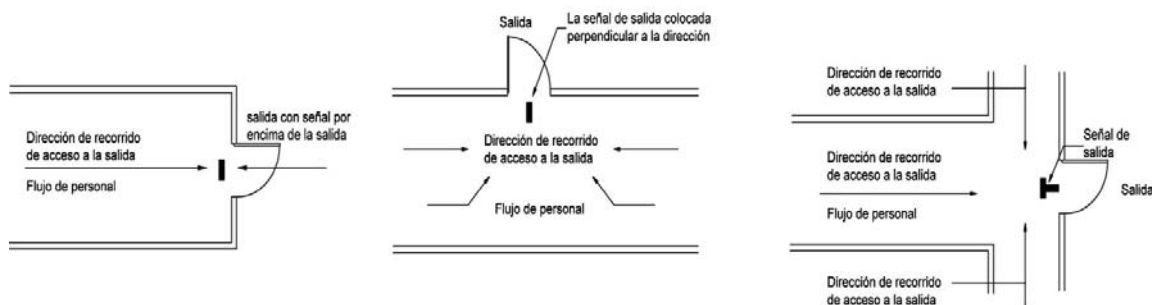 salida con señal por
encima de la salida
Dirección de recorrido
de acceso a la salida
Flujo de personal
Salida
La señal de salida colocada
perpendicular a la dirección
Dirección de recorrido
de acceso a la salida
Flujo de personal
Dirección de recorrido
de acceso a la salida
Señal de
salida
Dirección de recorrido
de acceso a la salida
Salida
Flujo de personal
Dirección de recorrido
de acceso a la salida